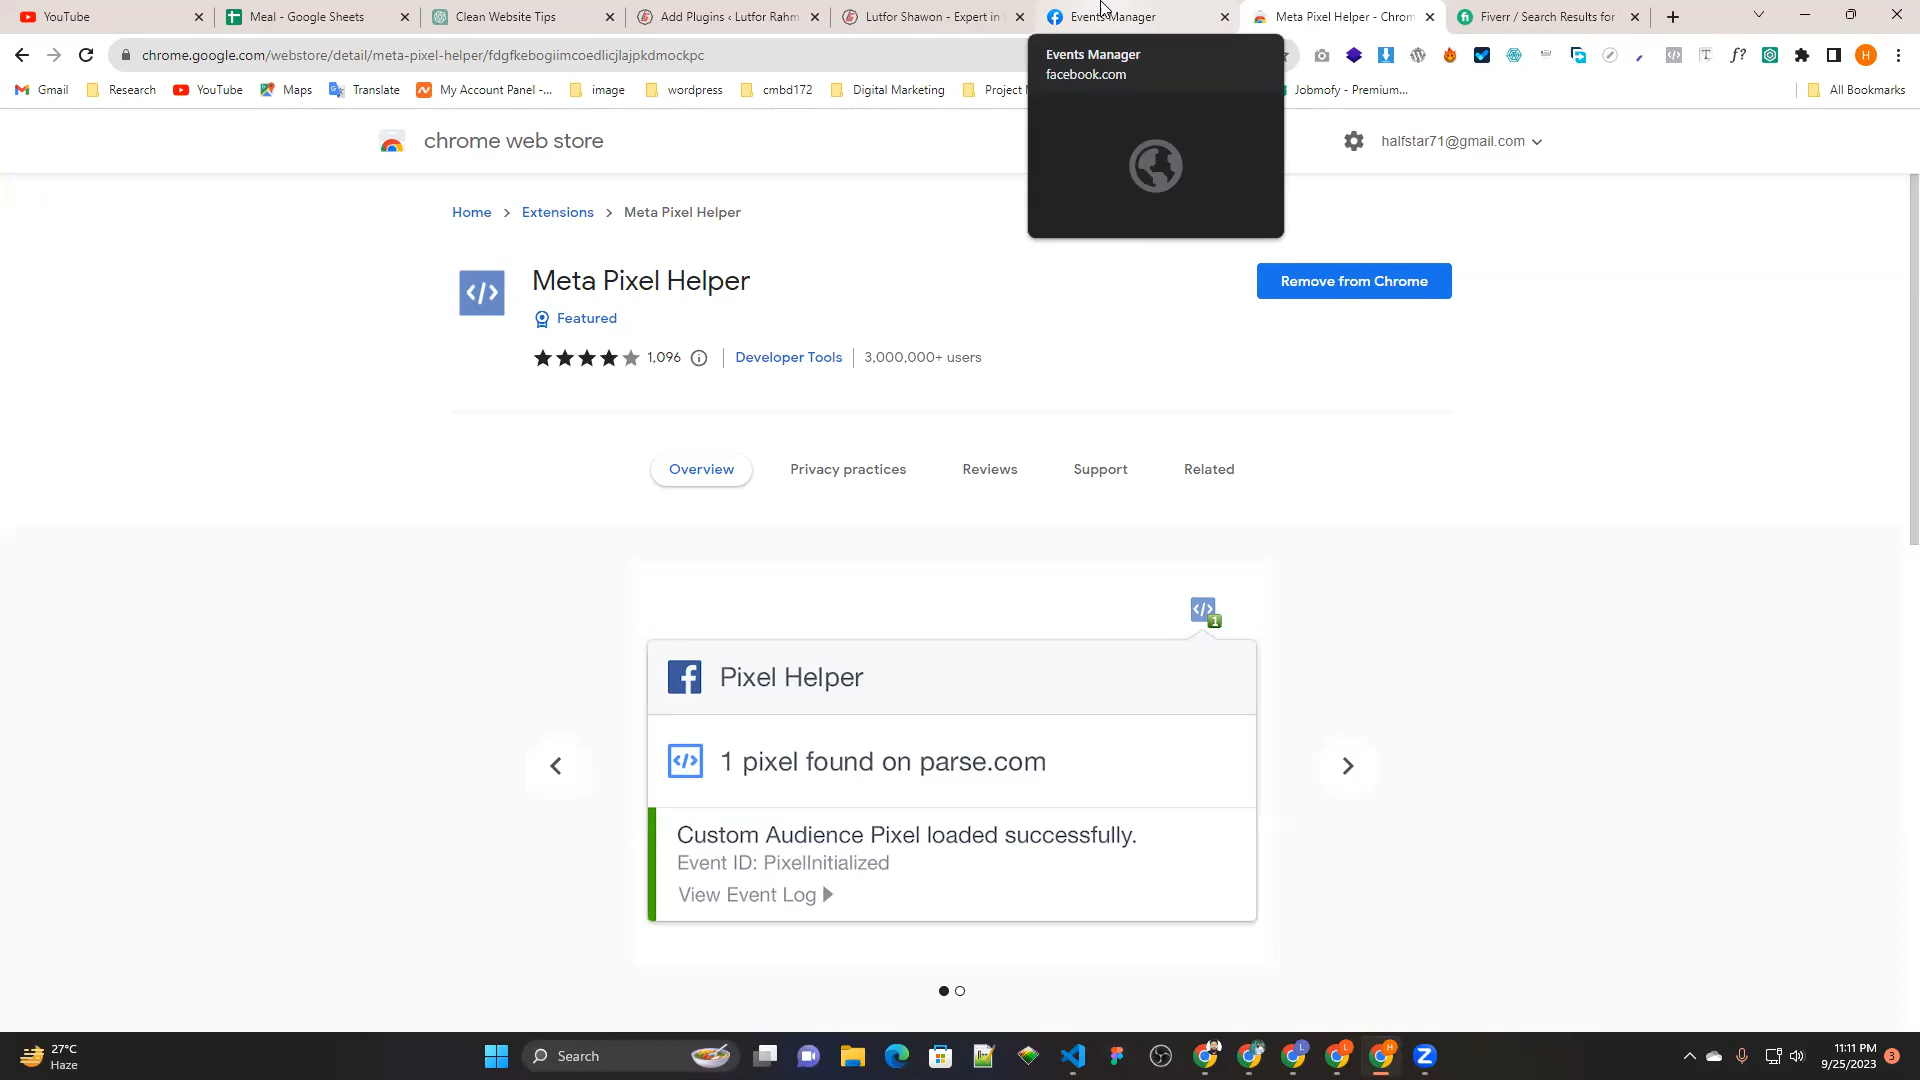 YouTube
Meal - Google Sheets
Clean Website Tips
Add Plugins ‹ Lutfor Rahm
Lutfor Shawon - Expert in
Events Manager
Meta Pixel Helper - Chrom
Fiverr / Search Results for
chrome.google.com/webstore/detail/meta-pixel-helper/fdgfkebogiimcoedlicjlajpkdmockpc
Events Manager
facebook.com
Gmail
Research
YouTube
Maps
Translate
My Account Panel -...
image
wordpress
cmbd172
Digital Marketing
Project
Jobmofy - Premium...
All Bookmarks
chrome web store
halfstar71@gmail.com
Home > Extensions > Meta Pixel Helper
Meta Pixel Helper
Remove from Chrome
Featured
1,096
Developer Tools
3,000,000+ users
Overview
Privacy practices
Reviews
Support
Related
1
Pixel Helper
1 pixel found on parse.com
Custom Audience Pixel loaded successfully.
Event ID: PixelInitialized
View Event Log
27°C
Haze
Search
11:11 PM
9/25/2023
3